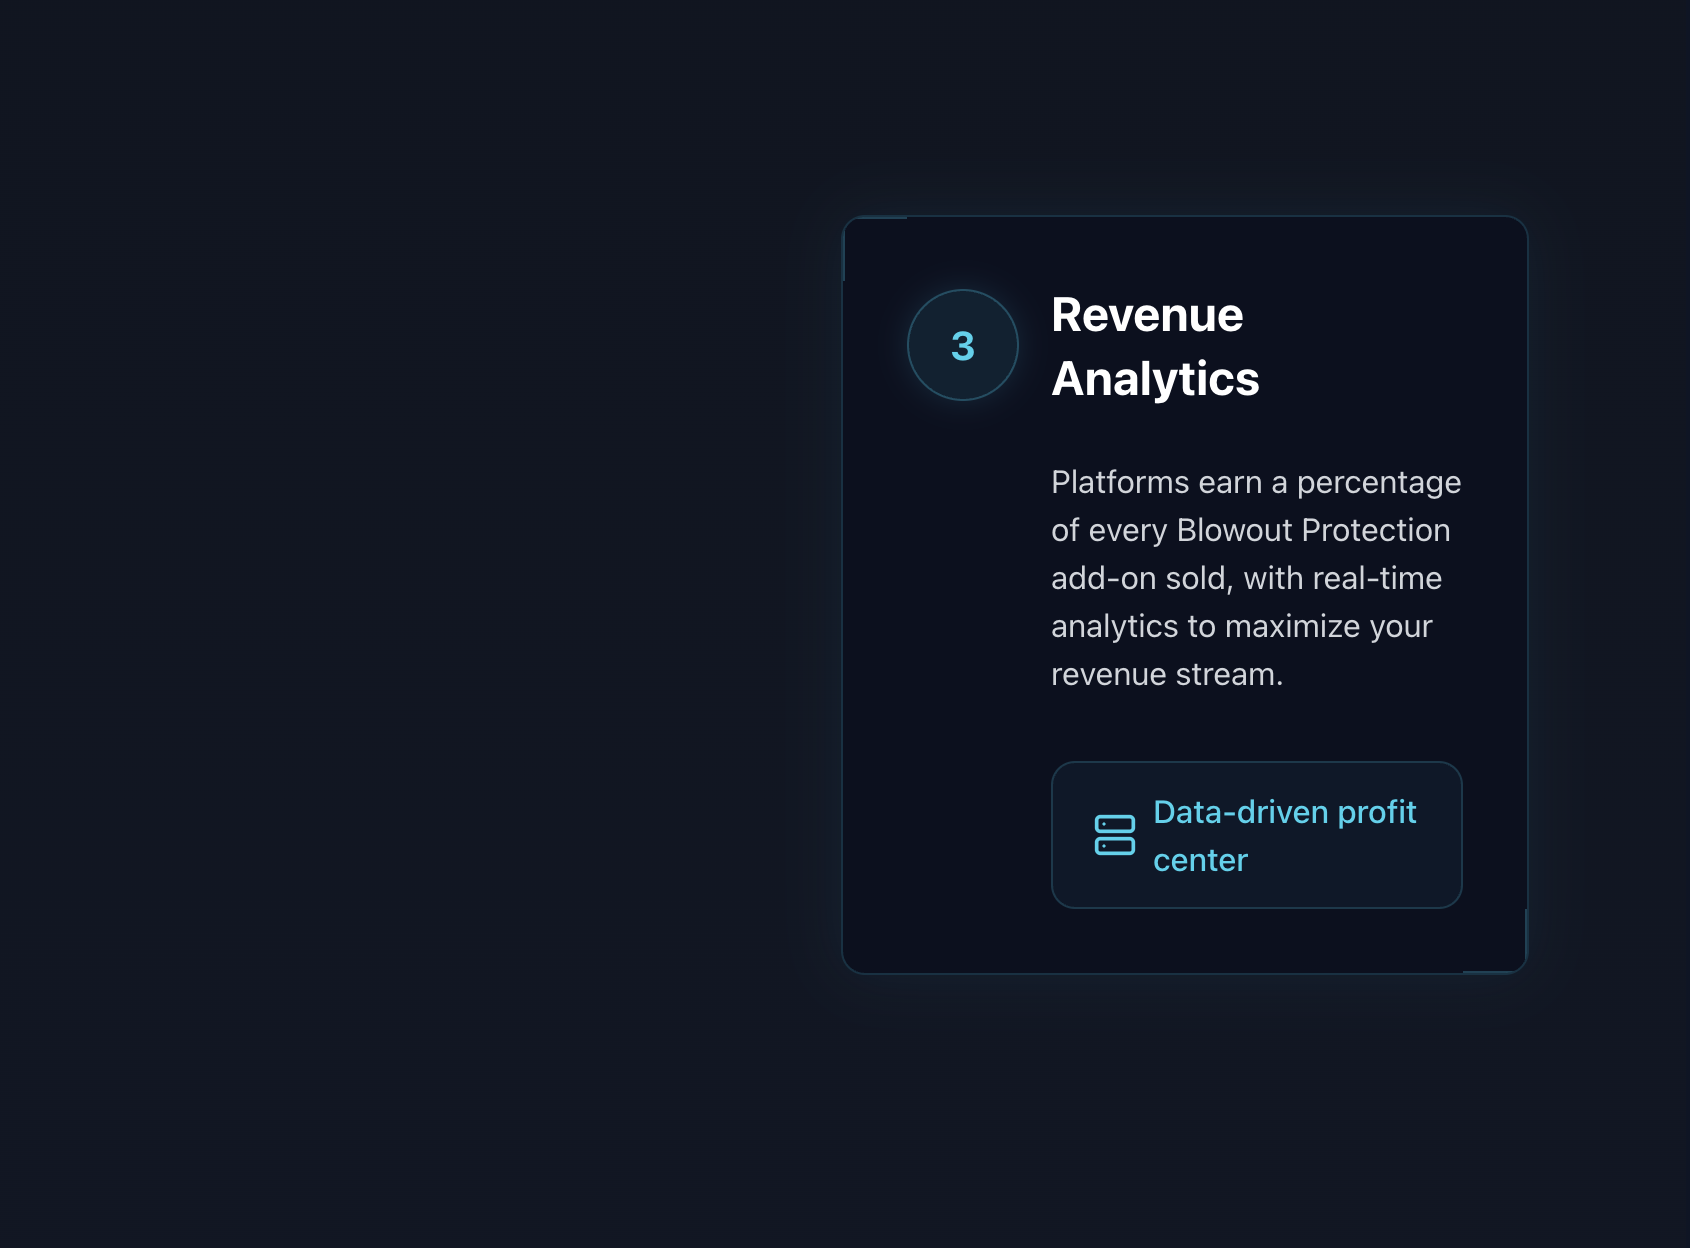 3
Revenue
Analytics
Platforms earn a percentage
of every Blowout Protection
add-on sold, with real-time
analytics to maximize your
revenue stream.
Data-driven profit
center